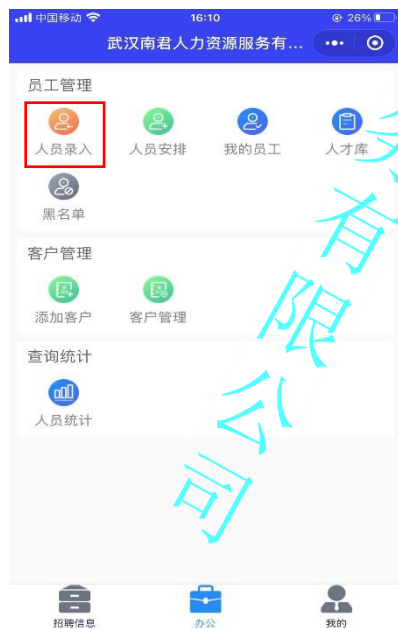 中国移动 16:10 26%
武汉南君人力资源服务有...
员工管理
人员录入 人员安排 我的员工 人才库
黑名单
客户管理
添加客户 客户管理
查询统计
人员统计
有限公司
招聘信息 办公 我的